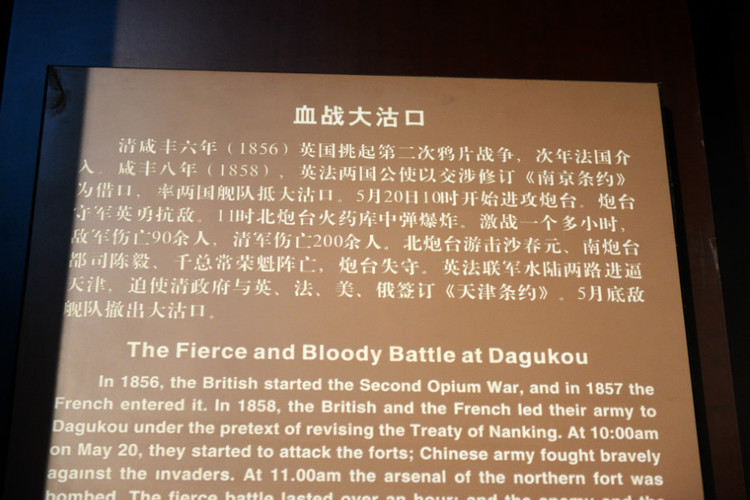 血战大沽口
清咸丰六年（1856）英国挑起第二次鸦片战争，次年法国介
入。咸丰八年（1858），英法两国公使以交涉修订《南京条约》
为借口，率两国舰队抵大沽口。5月20日10时开始进攻炮台。炮台
守军英勇抗敌。11时北炮台火药库中弹爆炸。激战一个多小时，
敌军伤亡90余人，清军伤亡200余人。北炮台游击沙春元、南炮台
都司陈毅、千总常荣魁阵亡，炮台失守。英法联军水陆两路进逼
天津，迫使清政府与英、法、美、俄签订《天津条约》。5月底敌
舰队撤出大沽口。
The Fierce and Bloody Battle at Dagukou
In 1856, the British started the Second Opium War, and in 1857 the
French entered it. In 1858, the British and the French led their army to
Dagukou under the pretext of revising the Treaty of Nanking. At 10:00am
on May 20, they started to attack the forts; Chinese army fought bravely
against the invaders. At 11.00am the arsenal of the northern fort was
bombed. The fierce battle lasted over an hour; and the enemy and the